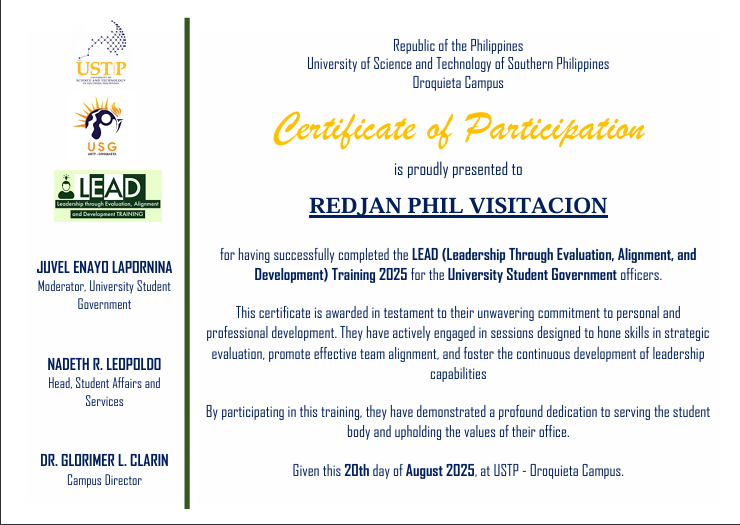 USTP
UNIVERSITY OF
SCIENCE AND TECHNOLOGY
OF SOUTHERN PHILIPPINES
USG
USTP - OROQUIETA
LEAD
Leadership through Evaluation, Alignment
and Development TRAINING
JUVEL ENAYO LAPORNINA
Moderator, University Student
Government
NADETH R. LEOPOLDO
Head, Student Affairs and
Services
DR. GLORIMER L. CLARIN
Campus Director
Republic of the Philippines
University of Science and Technology of Southern Philippines
Oroquieta Campus
Certificate of Participation
is proudly presented to
REDJAN PHIL VISITACION
for having successfully completed the LEAD (Leadership Through Evaluation, Alignment, and
Development) Training 2025 for the University Student Government officers.
This certificate is awarded in testament to their unwavering commitment to personal and
professional development. They have actively engaged in sessions designed to hone skills in strategic
evaluation, promote effective team alignment, and foster the continuous development of leadership
capabilities
By participating in this training, they have demonstrated a profound dedication to serving the student
body and upholding the values of their office.
Given this 20th day of August 2025, at USTP - Oroquieta Campus.